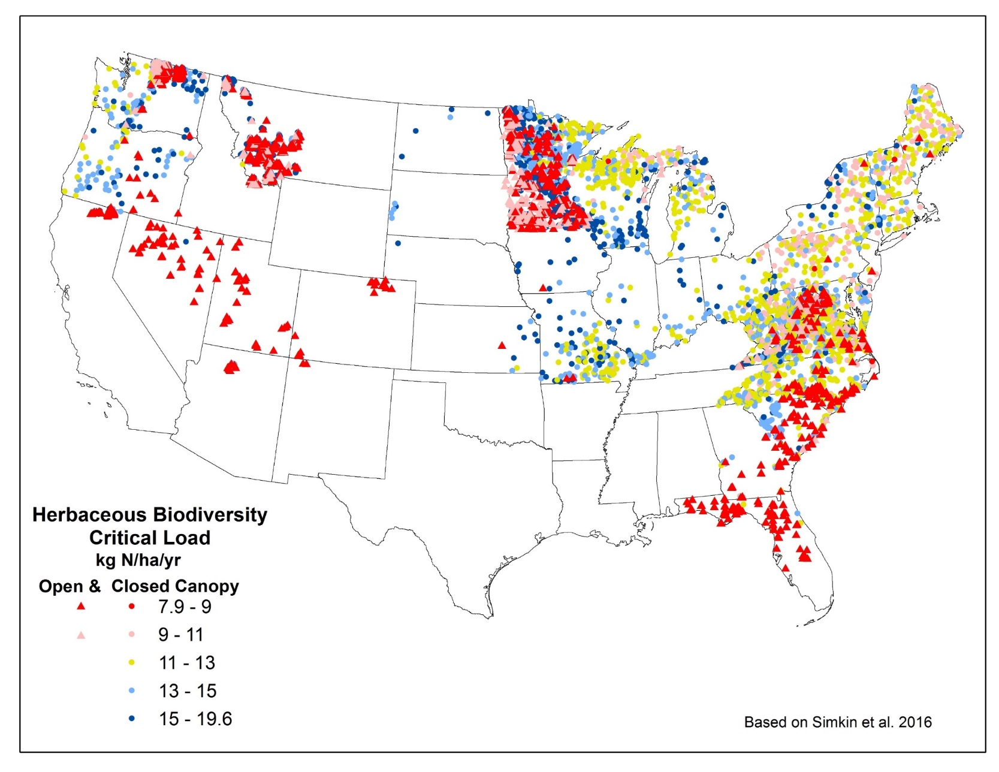 Herbaceous Biodiversity
Critical Load
kg N/ha/yr
Open & Closed Canopy
7.9 - 9
9 - 11
11 - 13
13 - 15
15 - 19.6
Based on Simkin et al. 2016